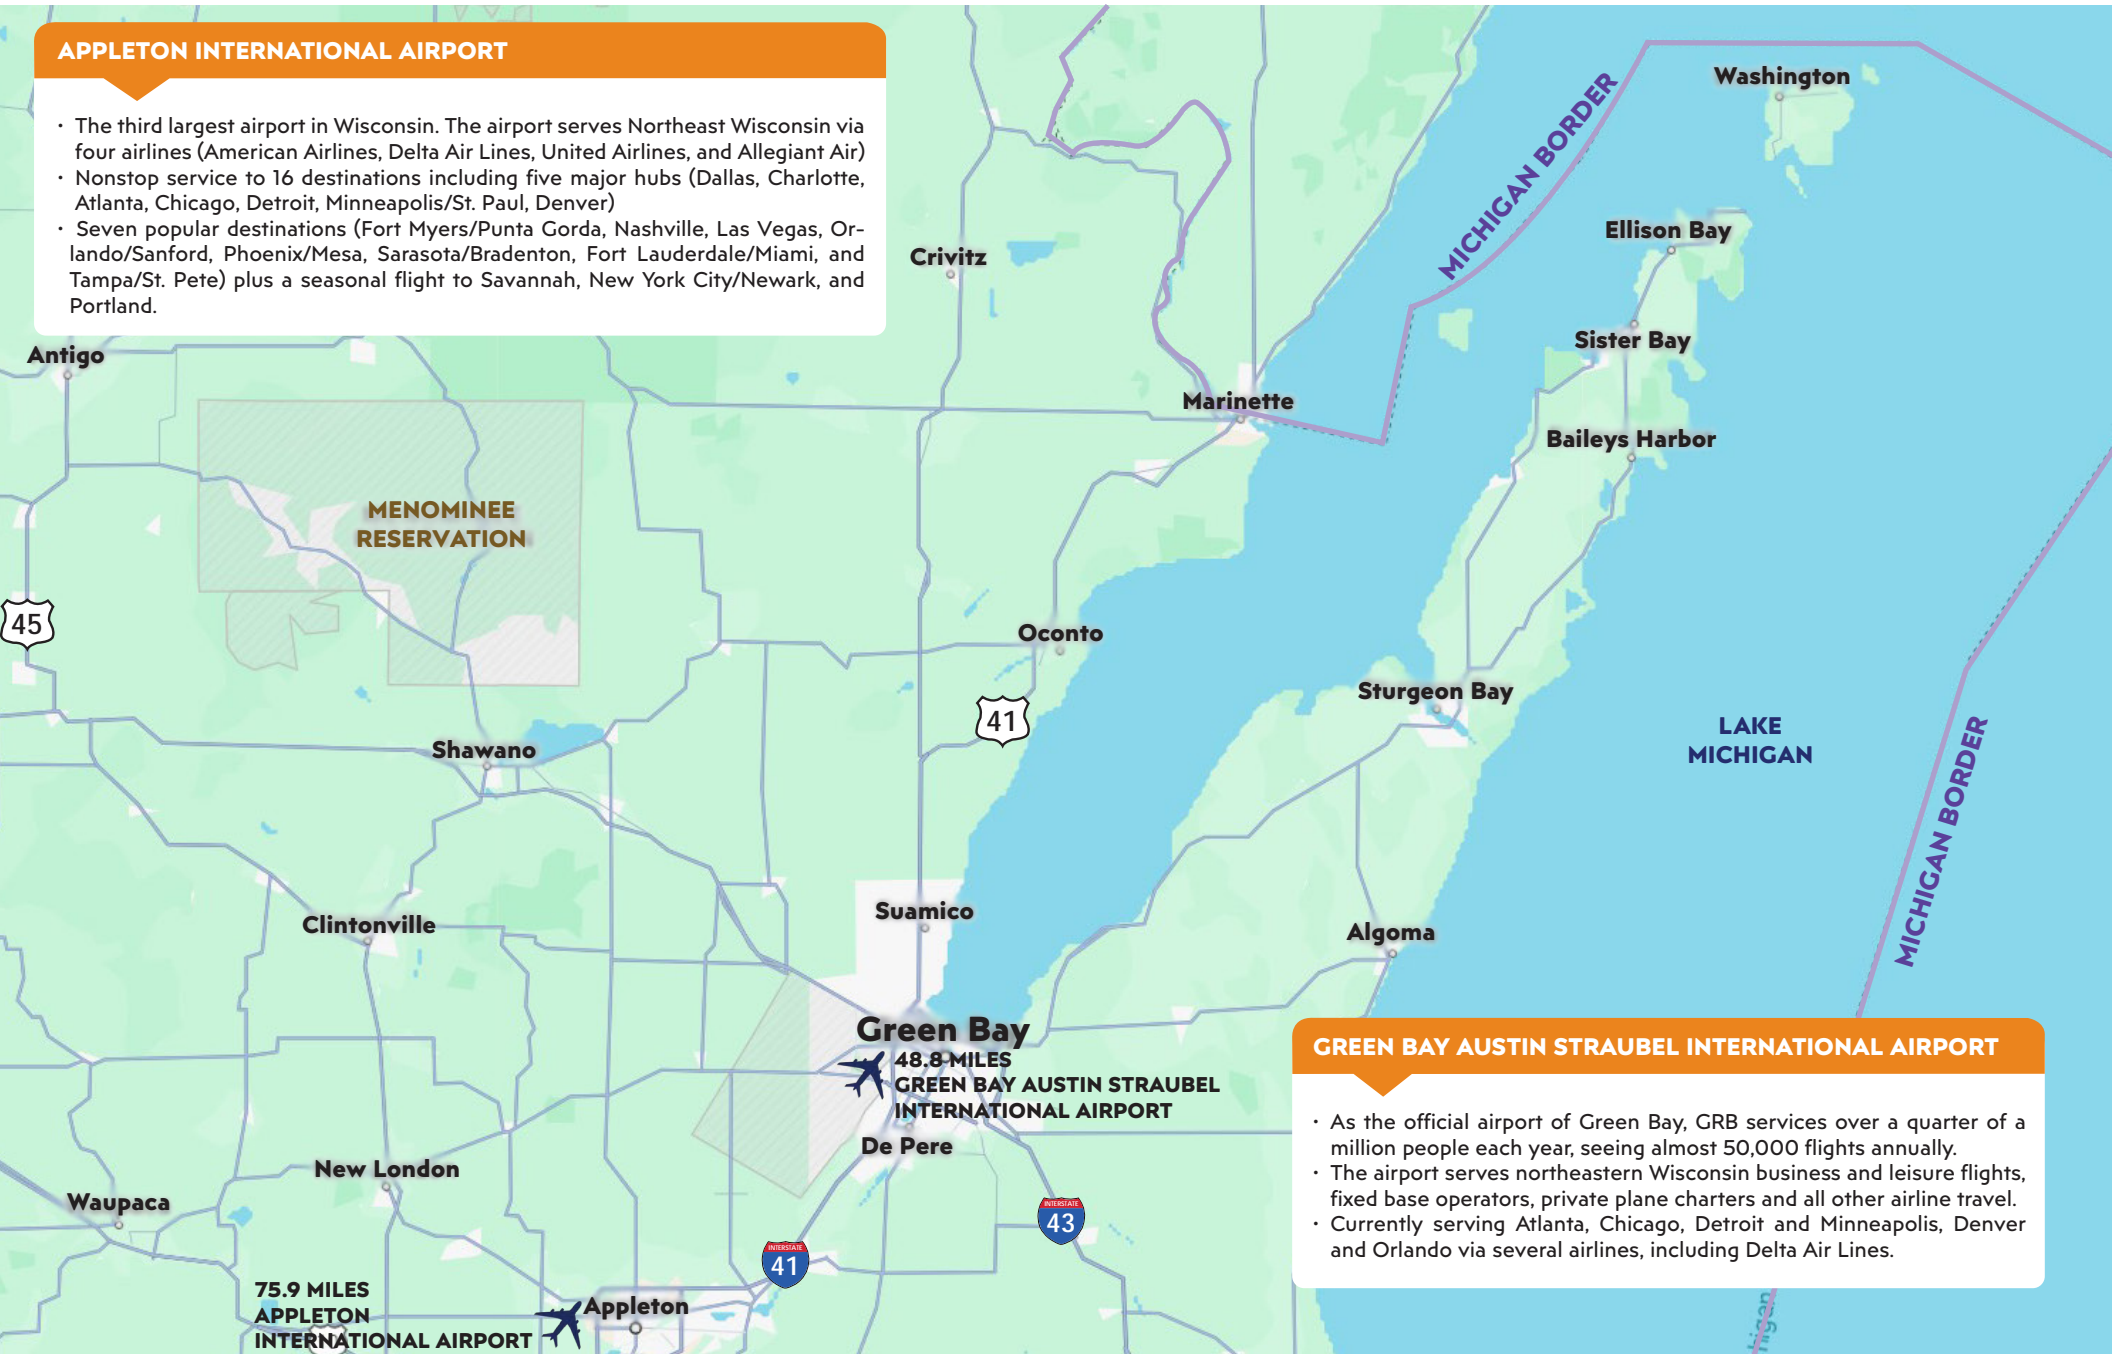 APPLETON INTERNATIONAL AIRPORT
· The third largest airport in Wisconsin. The airport serves Northeast Wisconsin via
four airlines (American Airlines, Delta Air Lines, United Airlines, and Allegiant Air)
· Nonstop service to 16 destinations including five major hubs (Dallas, Charlotte,
Atlanta, Chicago, Detroit, Minneapolis/St. Paul, Denver)
· Seven popular destinations (Fort Myers/Punta Gorda, Nashville, Las Vegas, Or-
lando/Sanford, Phoenix/Mesa, Sarasota/Bradenton, Fort Lauderdale/Miami, and
Tampa/St. Pete) plus a seasonal flight to Savannah, New York City/Newark, and
Portland.
Washington
MICHIGAN BORDER
Ellison Bay
Crivitz
Sister Bay
Antigo
Marinette
Baileys Harbor
MENOMINEE
RESERVATION
45
Oconto
41
Sturgeon Bay
LAKE
MICHIGAN
MICHIGAN BORDER
Shawano
Suamico
Clintonville
Algoma
Green Bay
48.8 MILES
GREEN BAY AUSTIN STRAUBEL
INTERNATIONAL AIRPORT
De Pere
GREEN BAY AUSTIN STRAUBEL INTERNATIONAL AIRPORT
· As the official airport of Green Bay, GRB services over a quarter of a
million people each year, seeing almost 50,000 flights annually.
· The airport serves northeastern Wisconsin business and leisure flights,
fixed base operators, private plane charters and all other airline travel.
· Currently serving Atlanta, Chicago, Detroit and Minneapolis, Denver
and Orlando via several airlines, including Delta Air Lines.
New London
Waupaca
INTERSTATE
43
INTERSTATE
41
75.9 MILES
APPLETON
INTERNATIONAL AIRPORT
Appleton
higan